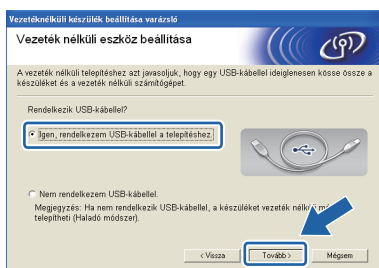 Vezetéknélküli készülék beállítása varázsló
Vezeték nélküli eszköz beállítása
A vezeték nélküli telepítéshez azt javasoljuk, hogy egy USB-kábellel ideiglenesen kösse össze a
készüléket és a vezeték nélküli számítógépet.
Rendelkezik USB-kábellel?
Igen, rendelkezem USB-kábellel a telepítéshez.
Nem rendelkezem USB-kábellel.
Megjegyzés: Ha nem rendelkezik USB-kábellel, a készüléket vezeték nélkül
telepítheti (Haladó módszer).
< Vissza
Tovább >
Mégsem